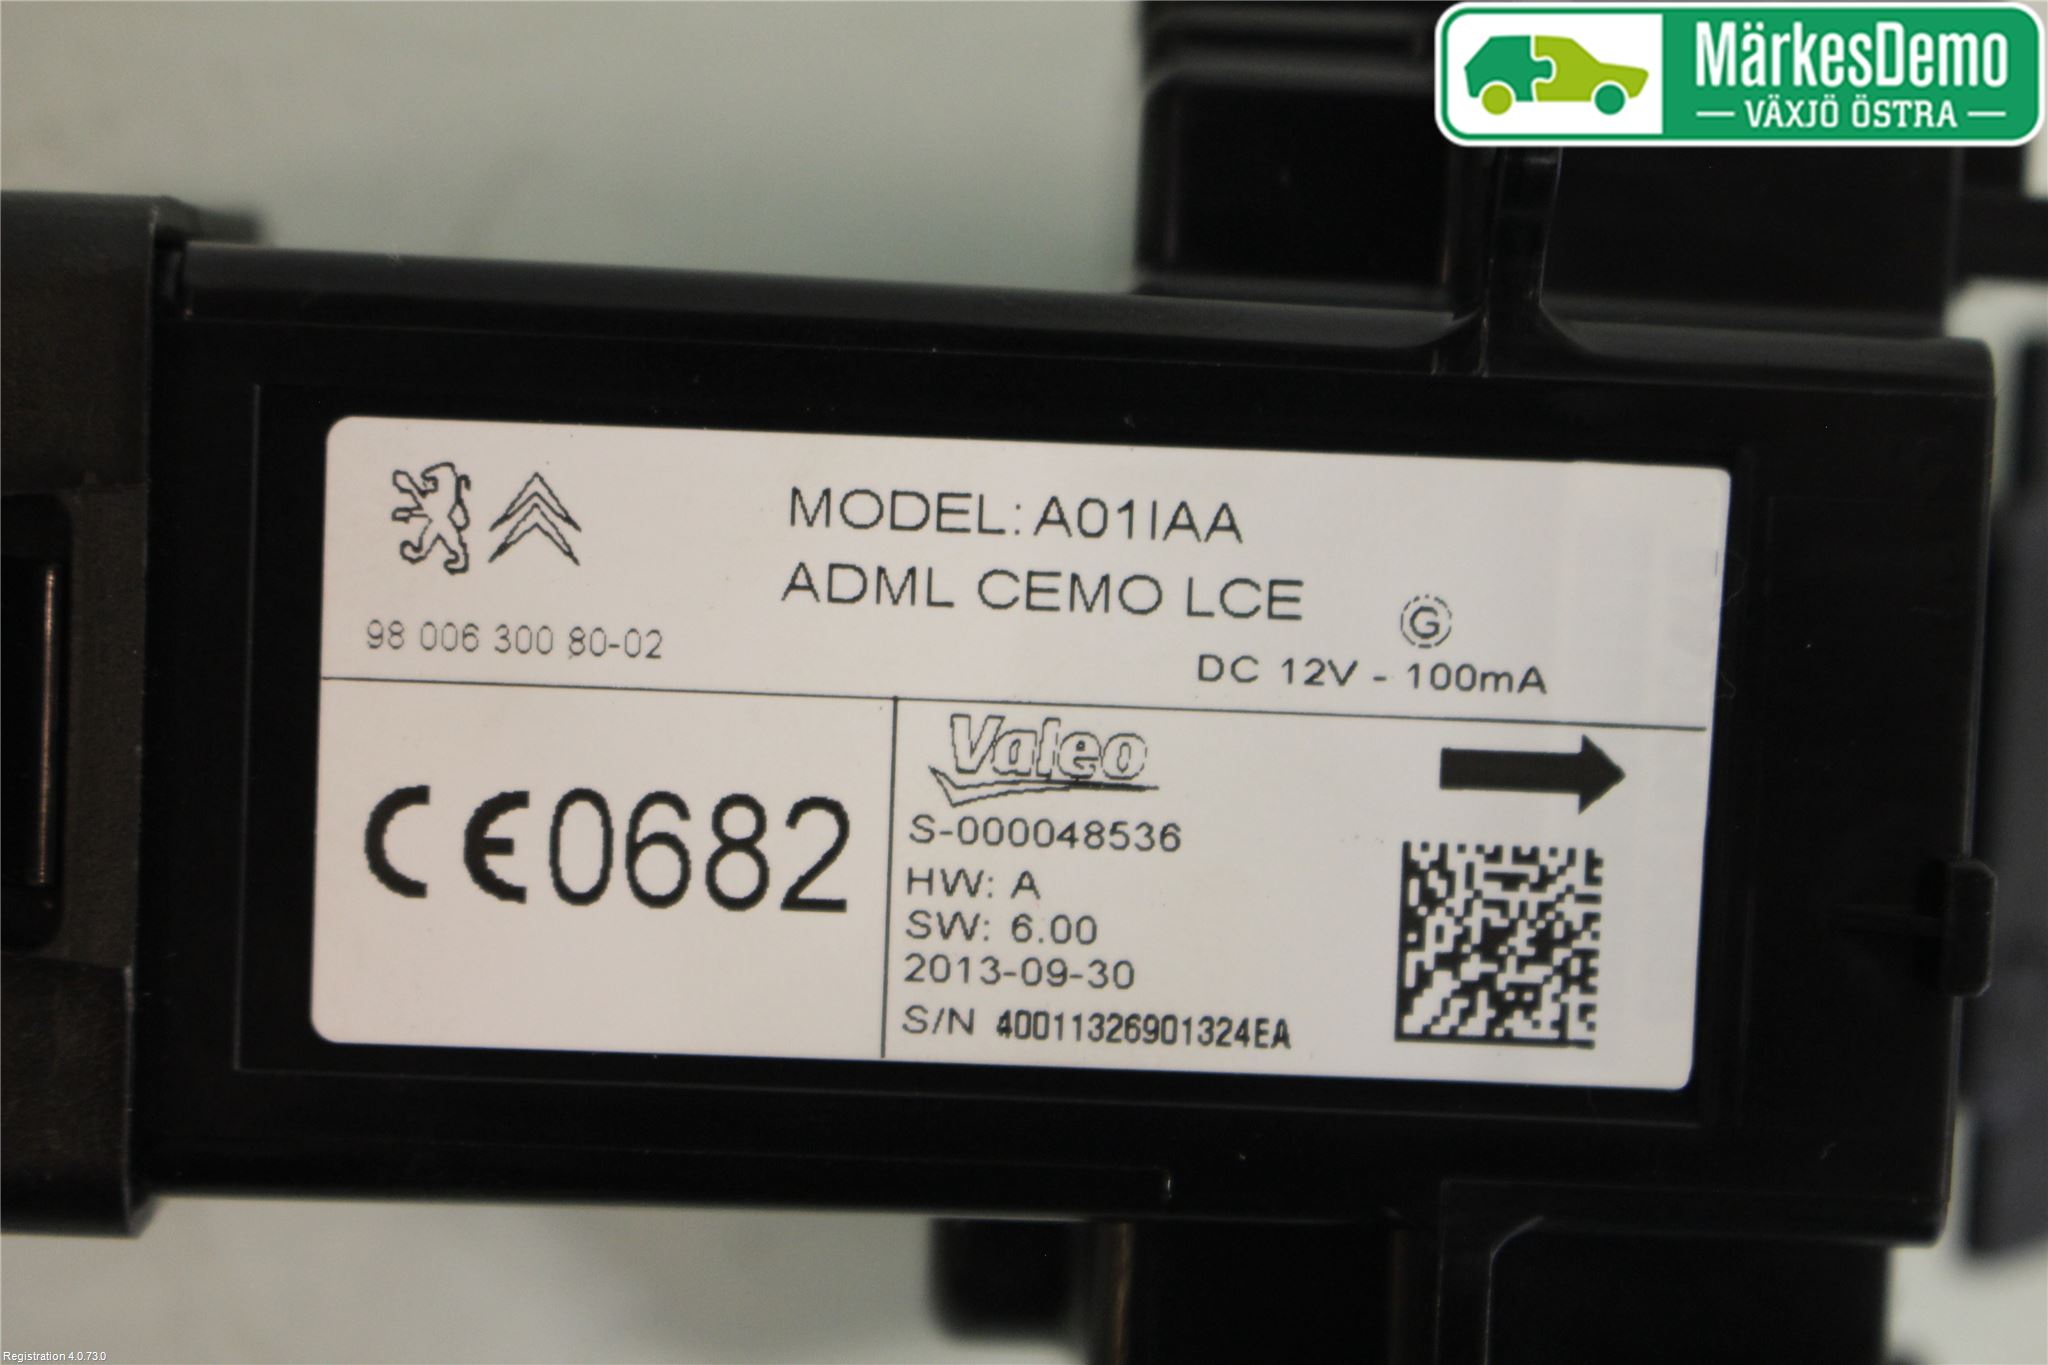 MärkesDemo
VÄXJÖ ÖSTRA
MODEL: A01IAA
ADML CEMO LCE
98 006 300 80-02
G
DC 12V - 100mA
CE0682
Valeo
S-000048536
HW: A
SW: 6.00
2013-09-30
S/N 40011326901324EA
Registration 4.0.73.0